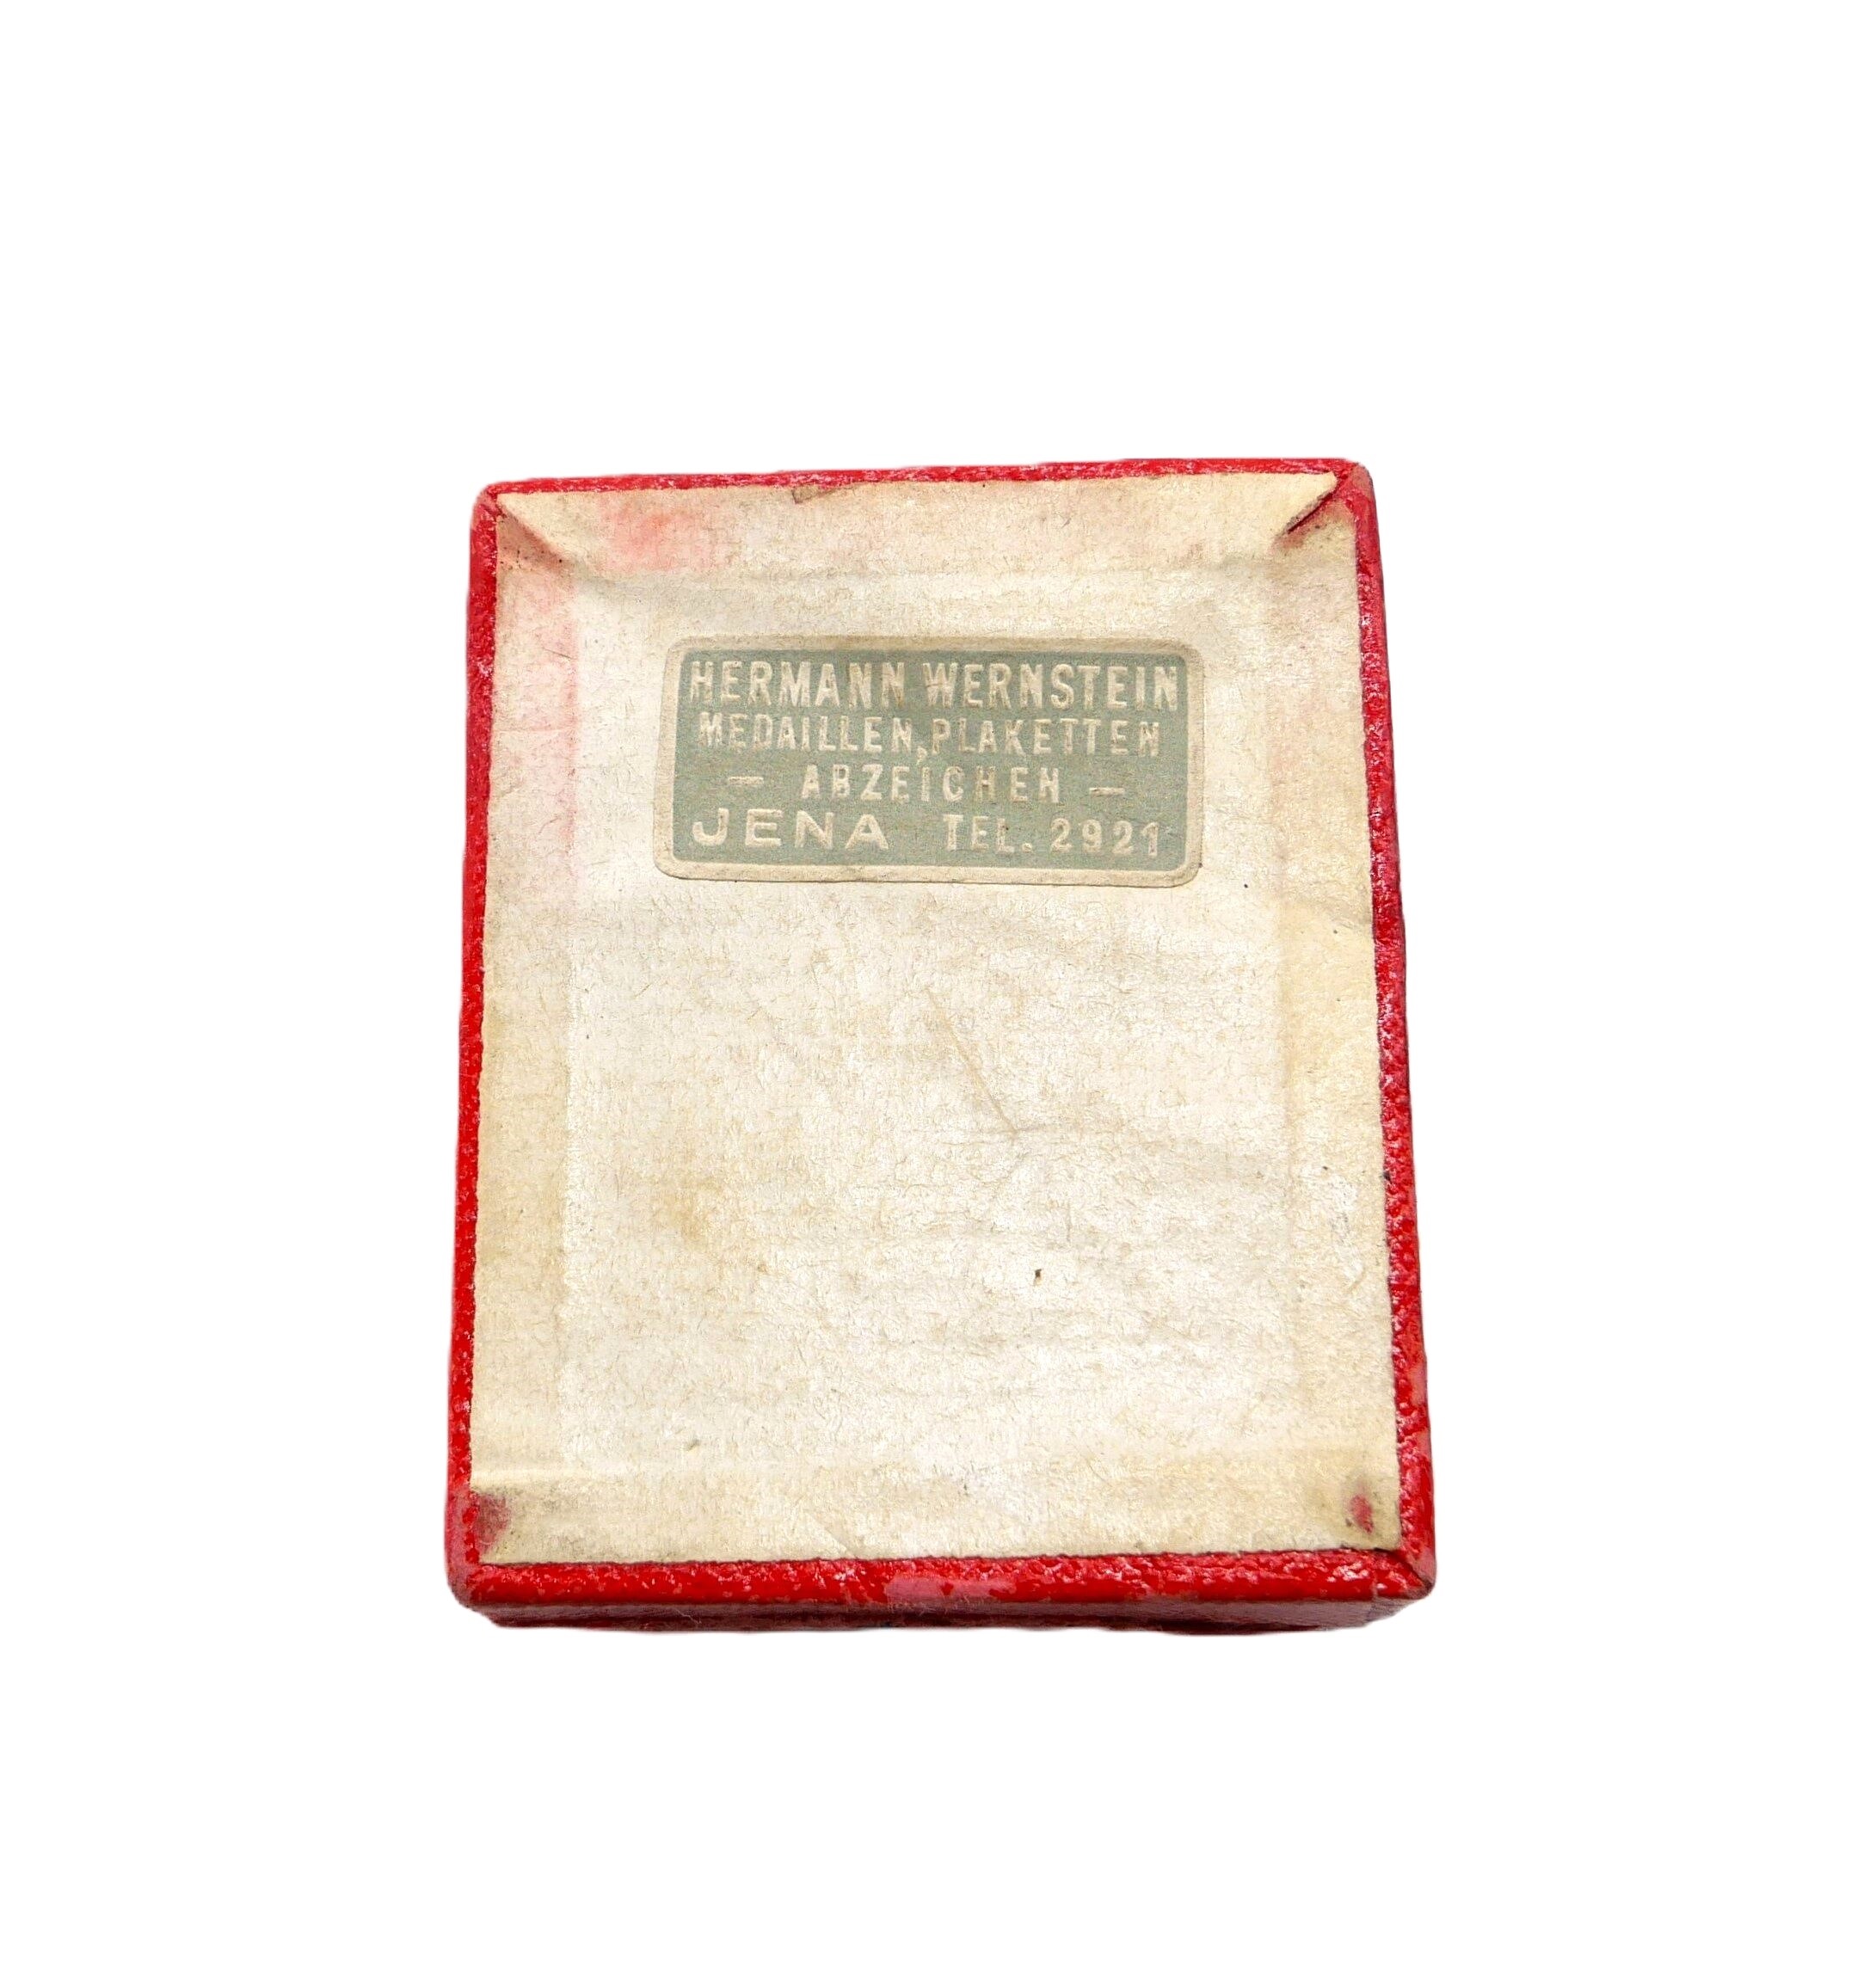 HERMANN WERNSTEIN
MEDAILLEN, PLAKETTEN
— ABZEICHEN —
JENA TEL. 2921